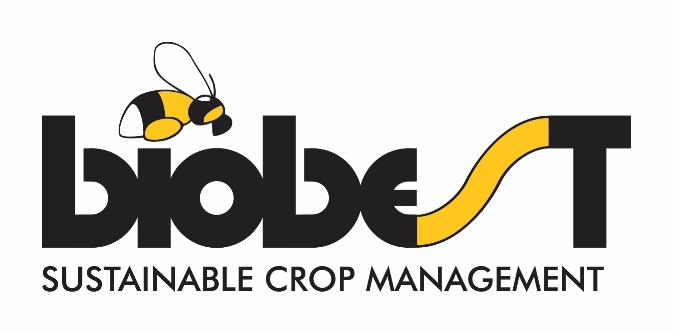 biobesT
SUSTAINABLE CROP MANAGEMENT